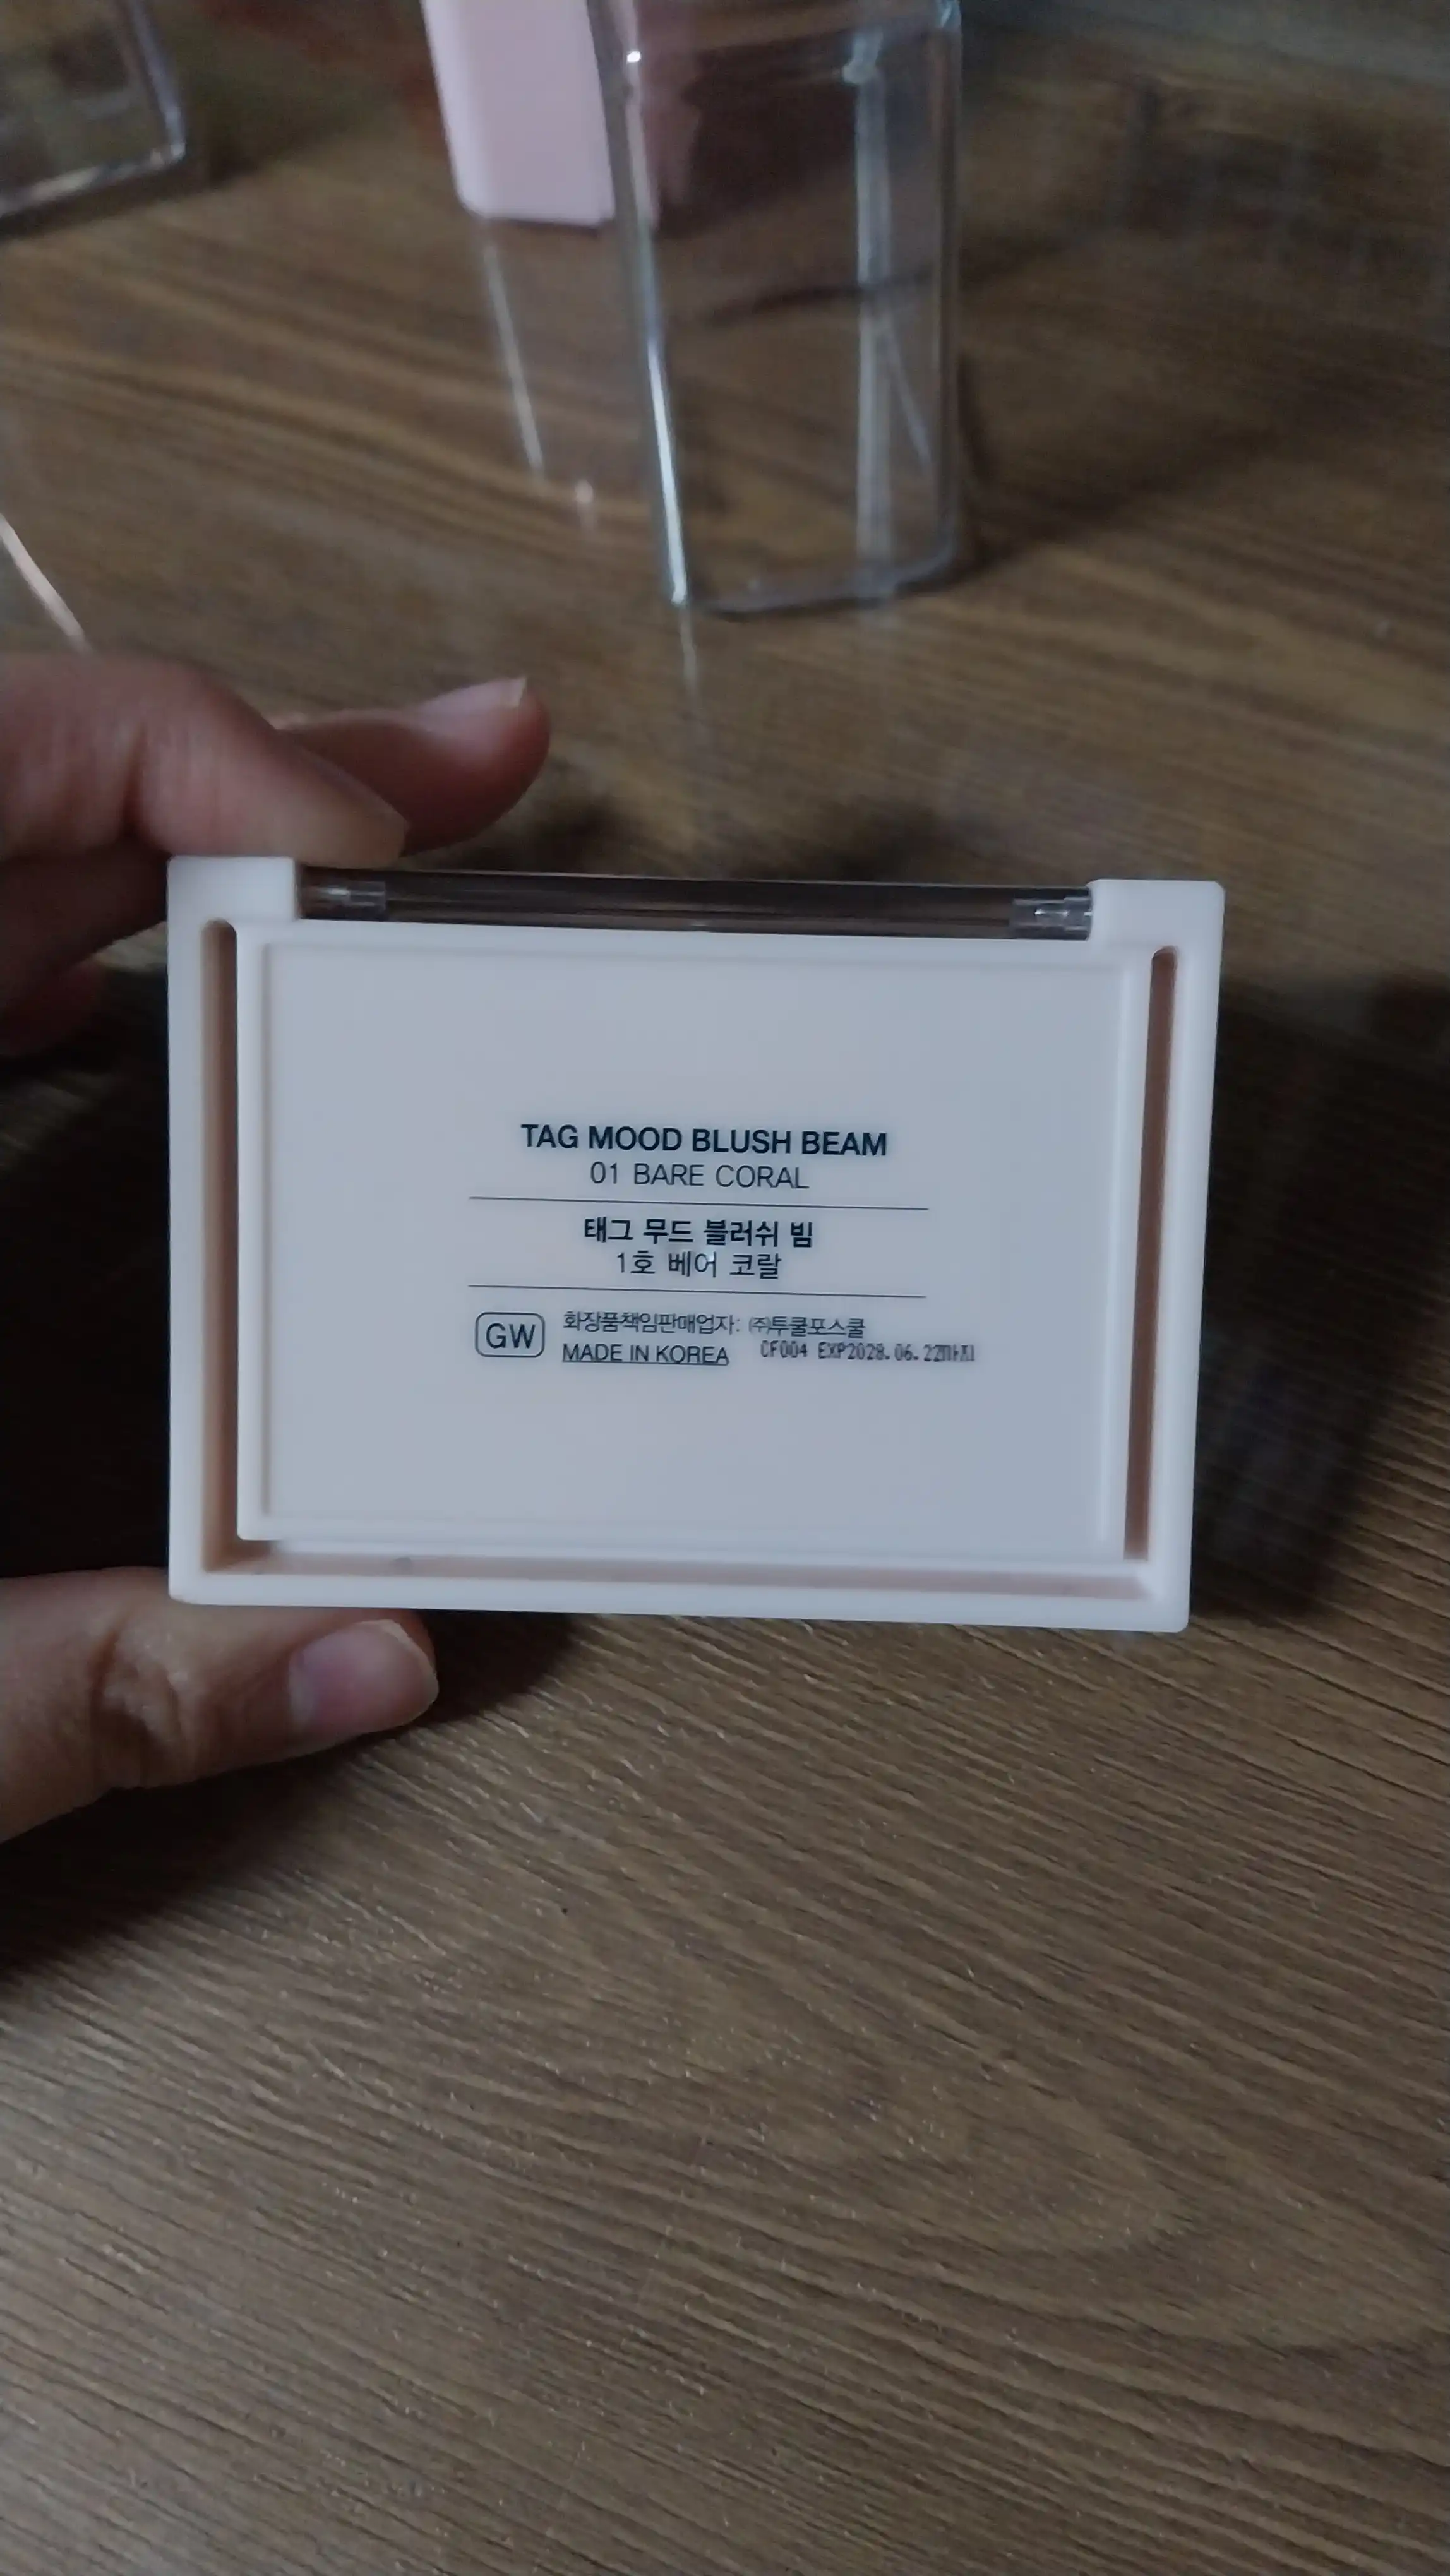 TAG MOOD BLUSH BEAM
01 BARE CORAL
태그 무드 블러쉬 빔
1호 베어 코랄
GW
화장품책임판매업자: ㈜투쿨포스쿨
MADE IN KOREA CF004 EXP2028.06.22까지